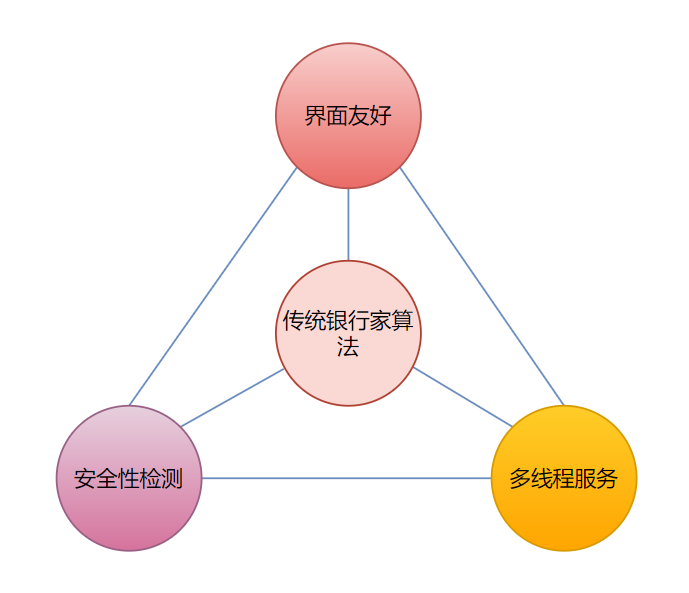 界面友好
传统银行家算
法
安全性检测
多线程服务